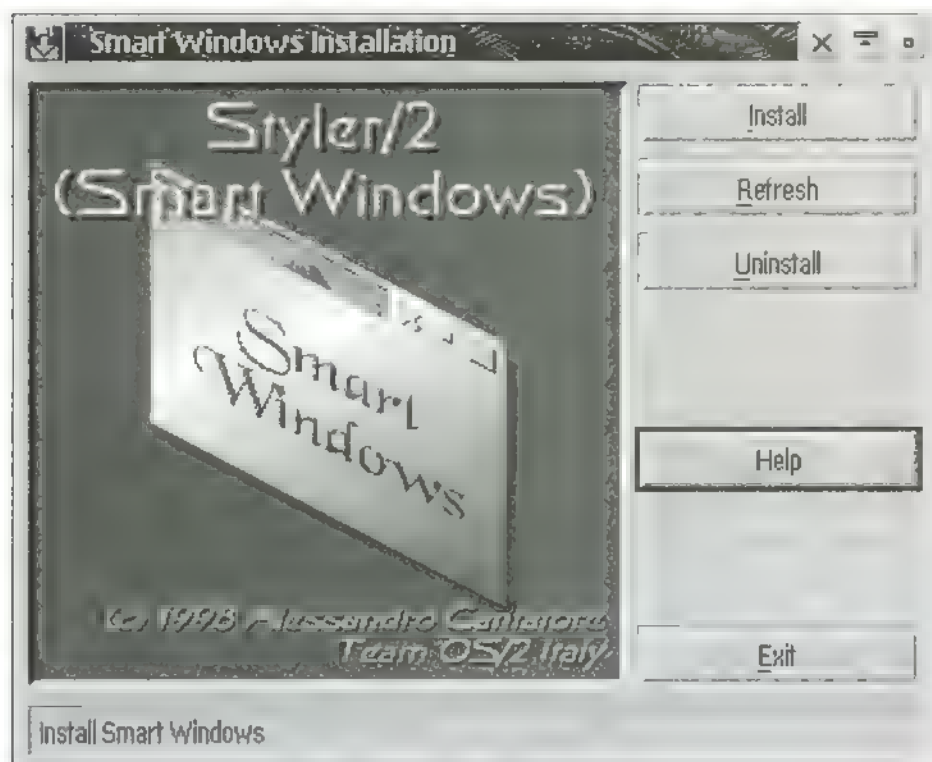 Smart Windows Installation
Styler/2
(Smart Windows)
Smart
Windows
(c) 1998 Alessandro Cantatore
Team OS/2 Italy
Install
Refresh
Uninstall
Help
Exit
Install Smart Windows